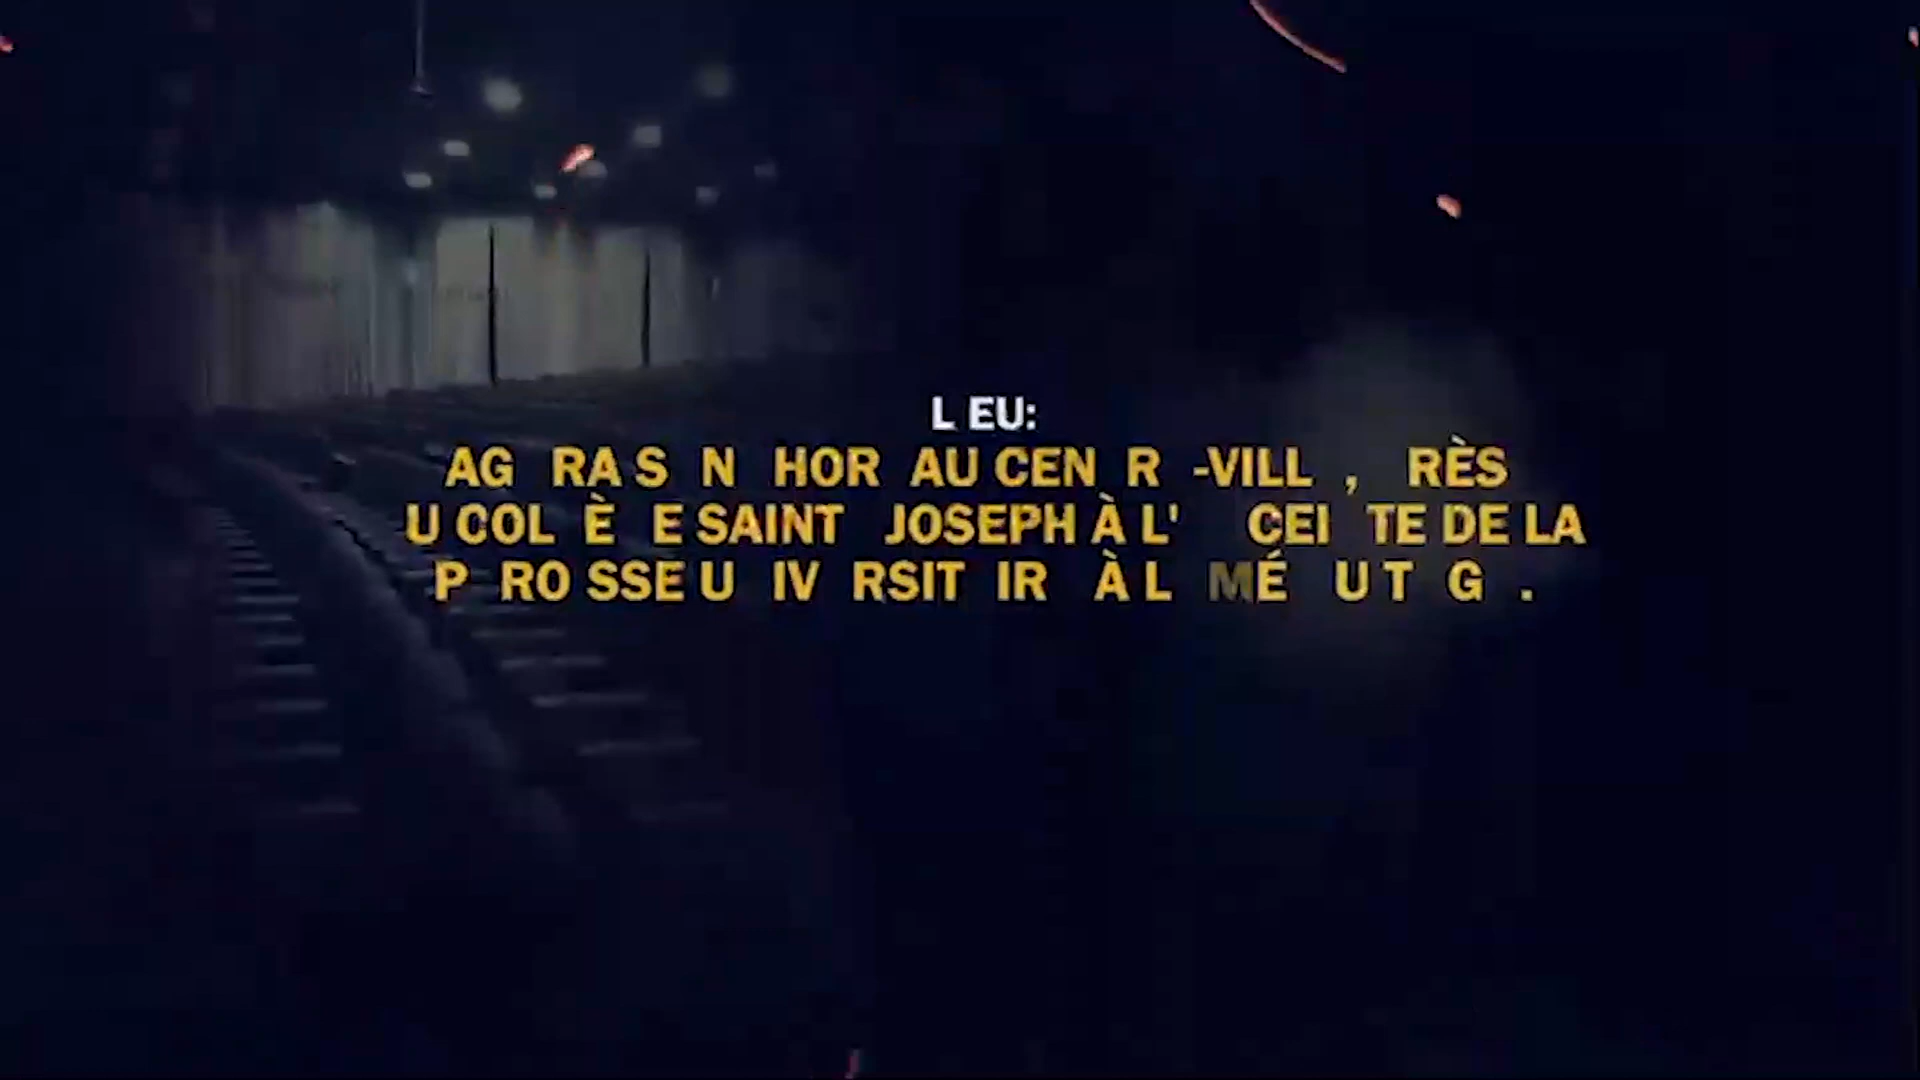 L EU:
AG RA S N HOR AU CEN R -VILL , RÈS
U COL È E SAINT JOSEPH À L' CEI TE DE LA
P RO SSE U IV RSIT IR À L MÉ U T G .